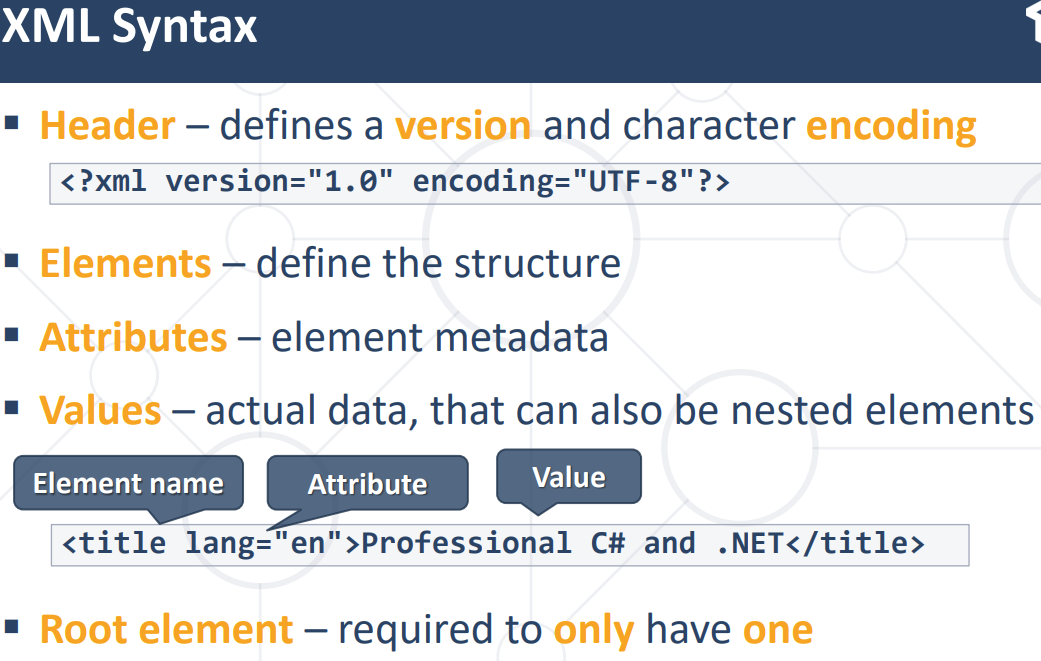 XML Syntax
▪ Header – defines a version and character encoding
<?xml version="1.0" encoding="UTF-8"?>
▪ Elements – define the structure
▪ Attributes – element metadata
▪ Values – actual data, that can also be nested elements
Element name Attribute Value
<title lang="en">Professional C# and .NET</title>
▪ Root element – required to only have one